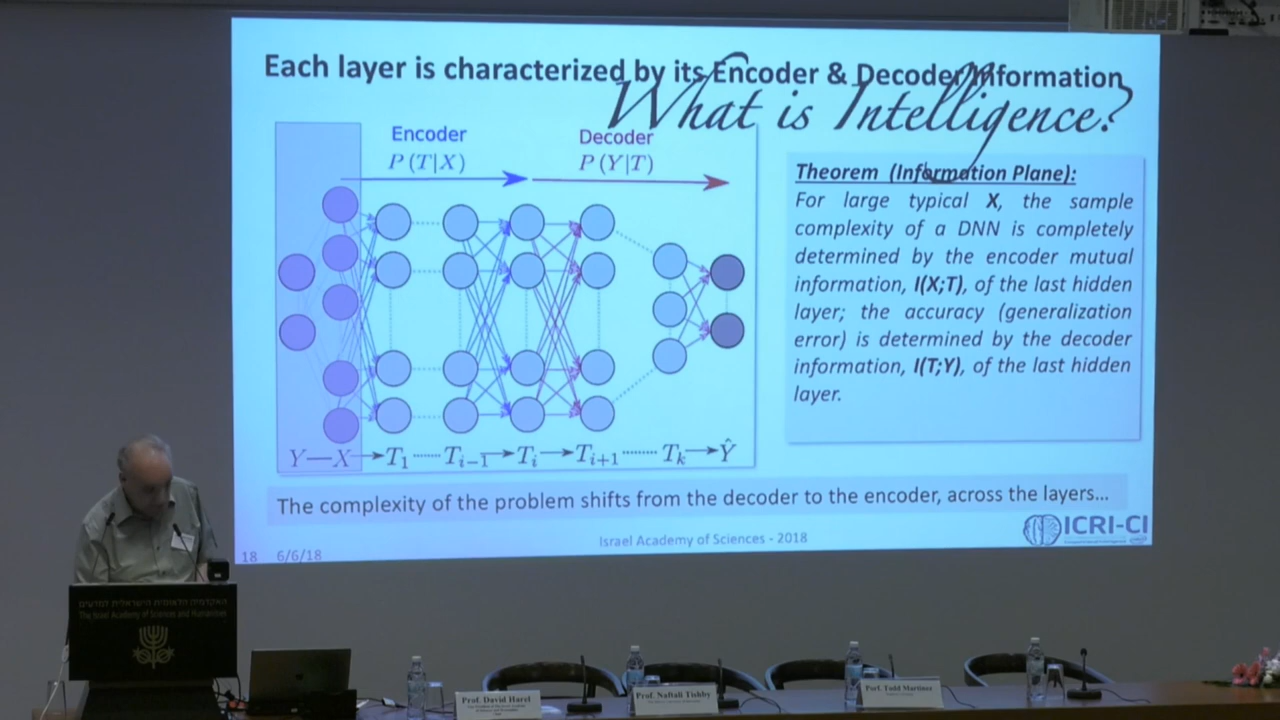 Each layer is characterized by its Encoder & Decoder Information
What is Intelligence?
Encoder
P (T|X)
Decoder
P (Y|T)
Y—X→T₁ ........ Tᵢ₋₁→Tᵢ→Tᵢ₊₁ ........ Tₖ→Ŷ
Theorem (Information Plane):
For large typical X, the sample
complexity of a DNN is completely
determined by the encoder mutual
information, I(X;T), of the last hidden
layer; the accuracy (generalization
error) is determined by the decoder
information, I(T;Y), of the last hidden
layer.
The complexity of the problem shifts from the decoder to the encoder, across the layers...
18 6/6/18
Israel Academy of Sciences - 2018
ICRI-CI
האקדמיה הלאומית הישראלית למדעים
The Israel Academy of Sciences and Humanities
Prof. David Harel
Prof. Naftali Tishby
Prof. Todd Martinez